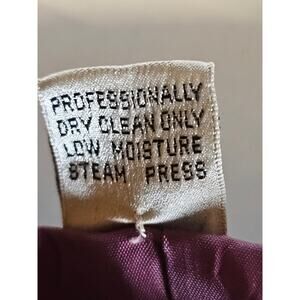 PROFESSIONALLY
DRY CLEAN ONLY
LOW MOISTURE
STEAM PRESS